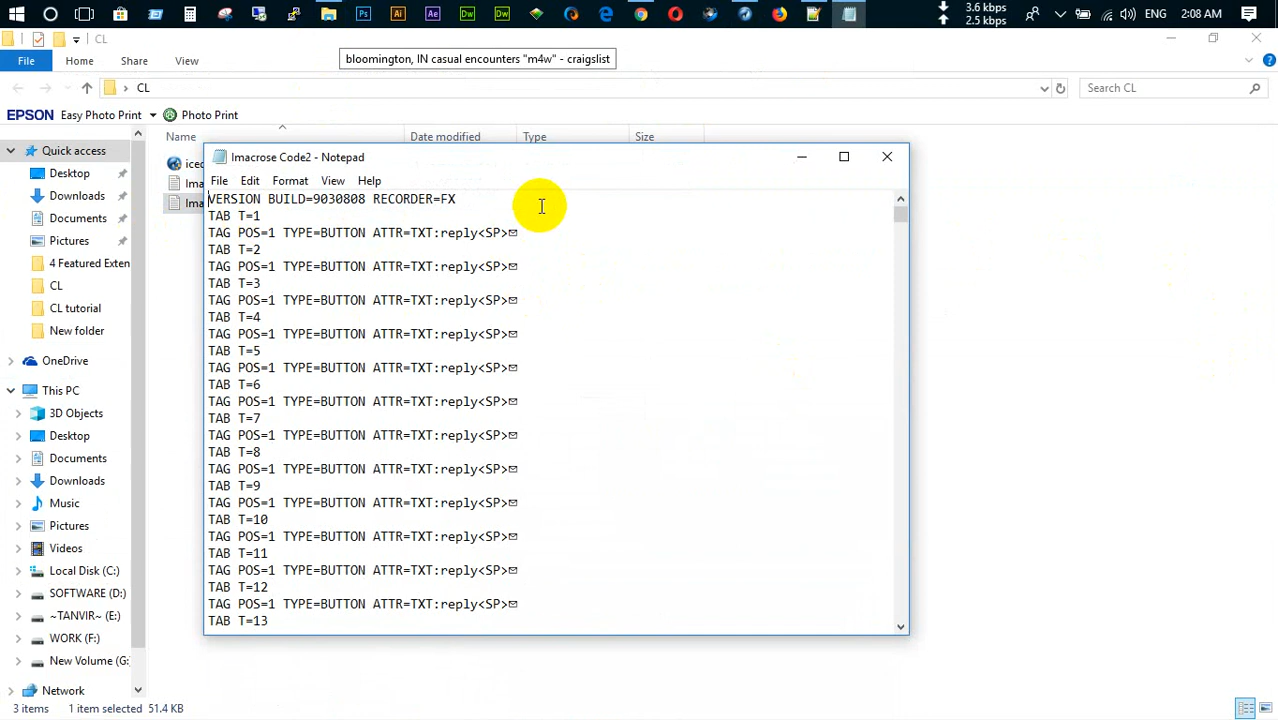 3.6 kbps
2.5 kbps
ENG
2:08 AM
CL
File
Home
Share
View
bloomington, IN casual encounters "m4w" - craigslist
CL
Search CL
EPSON
Easy Photo Print
Photo Print
Name
Date modified
Type
Size
Quick access
Desktop
Downloads
Documents
Pictures
4 Featured Exten
CL
CL tutorial
New folder
OneDrive
This PC
3D Objects
Desktop
Documents
Downloads
Music
Pictures
Videos
Local Disk (C:)
SOFTWARE (D:)
~TANVIR~ (E:)
WORK (F:)
New Volume (G:
Network
3 items
1 item selected 51.4 KB
iced
Ima
Ima
Imacrose Code2 - Notepad
File
Edit
Format
View
Help
VERSION BUILD=9030808 RECORDER=FX
TAB T=1
TAG POS=1 TYPE=BUTTON ATTR=TXT:reply<SP>✉
TAB T=2
TAG POS=1 TYPE=BUTTON ATTR=TXT:reply<SP>✉
TAB T=3
TAG POS=1 TYPE=BUTTON ATTR=TXT:reply<SP>✉
TAB T=4
TAG POS=1 TYPE=BUTTON ATTR=TXT:reply<SP>✉
TAB T=5
TAG POS=1 TYPE=BUTTON ATTR=TXT:reply<SP>✉
TAB T=6
TAG POS=1 TYPE=BUTTON ATTR=TXT:reply<SP>✉
TAB T=7
TAG POS=1 TYPE=BUTTON ATTR=TXT:reply<SP>✉
TAB T=8
TAG POS=1 TYPE=BUTTON ATTR=TXT:reply<SP>✉
TAB T=9
TAG POS=1 TYPE=BUTTON ATTR=TXT:reply<SP>✉
TAB T=10
TAG POS=1 TYPE=BUTTON ATTR=TXT:reply<SP>✉
TAB T=11
TAG POS=1 TYPE=BUTTON ATTR=TXT:reply<SP>✉
TAB T=12
TAG POS=1 TYPE=BUTTON ATTR=TXT:reply<SP>✉
TAB T=13